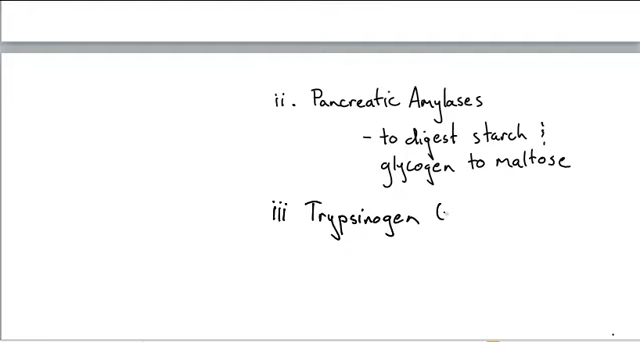 ii. Pancreatic Amylases
- to digest starch &
glycogen to maltose
iii Trypsinogen (